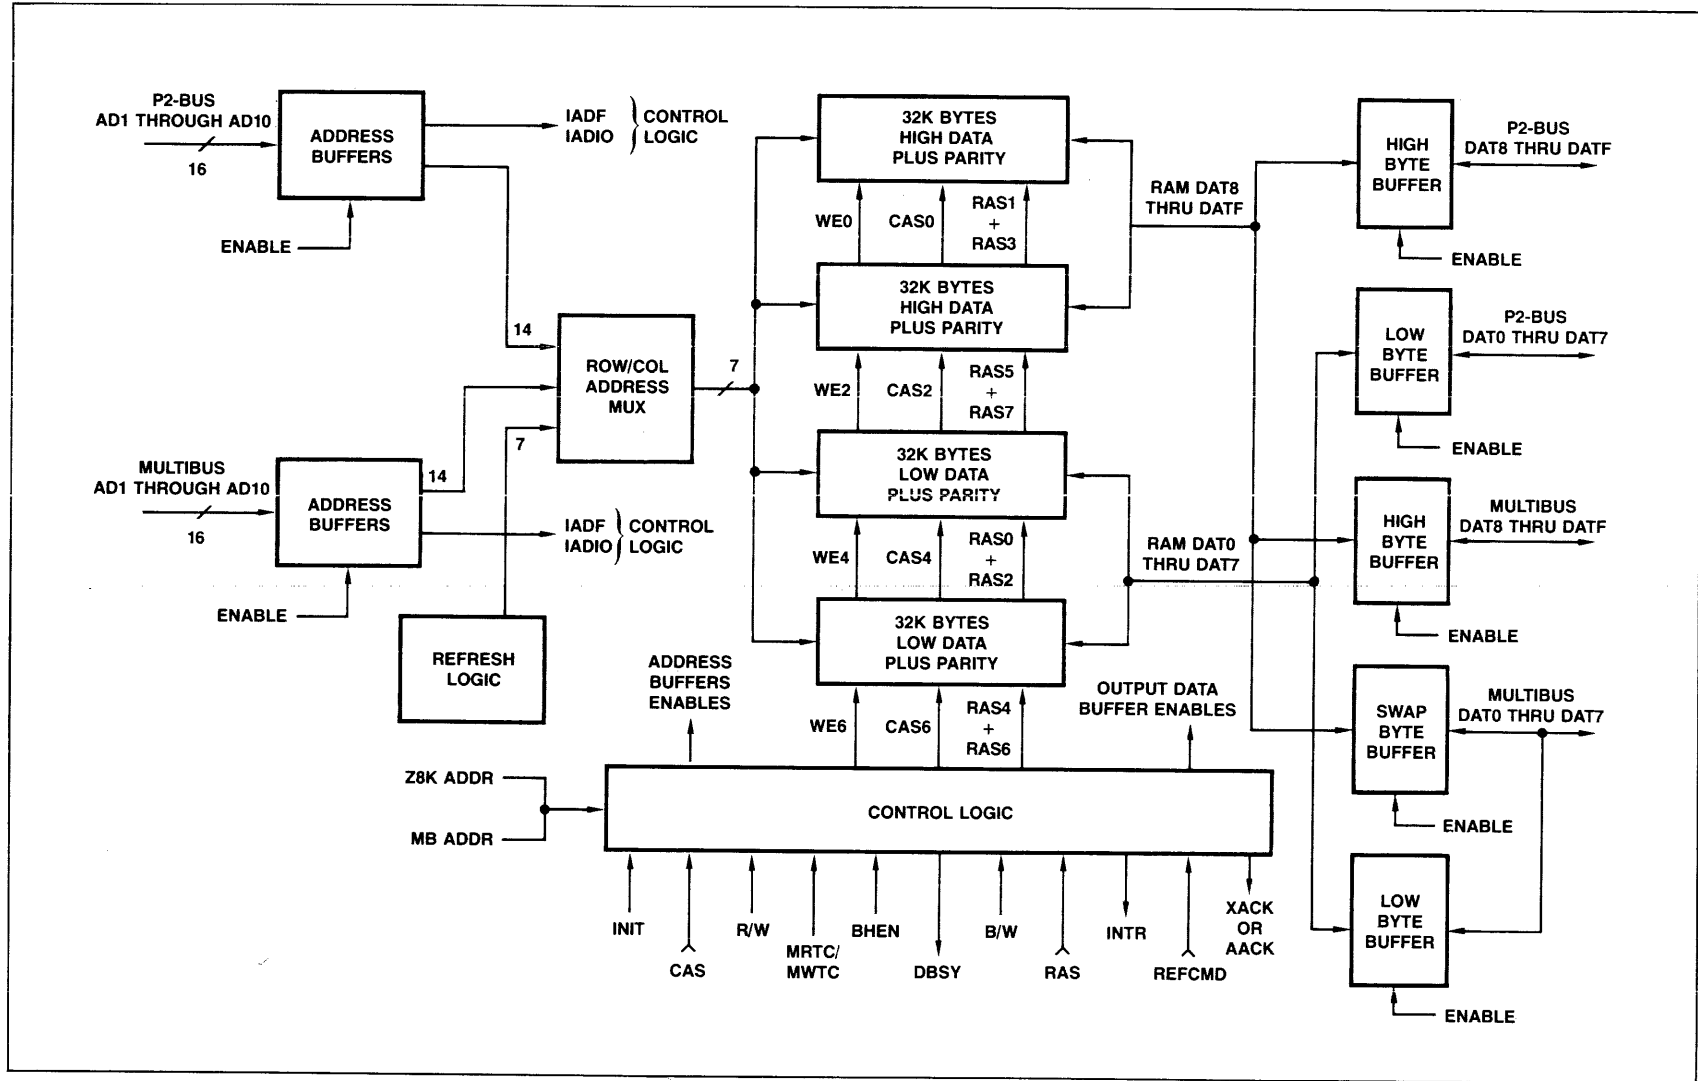 P2-BUS
AD1 THROUGH AD10
16
ADDRESS
BUFFERS
ENABLE
IADF
IADIO
CONTROL
LOGIC
14
MULTIBUS
AD1 THROUGH AD10
16
ADDRESS
BUFFERS
ENABLE
14
IADF
IADIO
CONTROL
LOGIC
7
ROW/COL
ADDRESS
MUX
7
REFRESH
LOGIC
32K BYTES
HIGH DATA
PLUS PARITY
WE0
CAS0
RAS1
+
RAS3
32K BYTES
HIGH DATA
PLUS PARITY
WE2
CAS2
RAS5
+
RAS7
32K BYTES
LOW DATA
PLUS PARITY
WE4
CAS4
RAS0
+
RAS2
32K BYTES
LOW DATA
PLUS PARITY
WE6
CAS6
RAS4
+
RAS6
ADDRESS
BUFFERS
ENABLES
OUTPUT DATA
BUFFER ENABLES
Z8K ADDR
MB ADDR
CONTROL LOGIC
INIT
CAS
R/W
MRTC/
MWTC
BHEN
DBSY
B/W
RAS
INTR
REFCMD
XACK
OR
AACK
RAM DAT8
THRU DATF
RAM DAT0
THRU DAT7
HIGH
BYTE
BUFFER
P2-BUS
DAT8 THRU DATF
ENABLE
LOW
BYTE
BUFFER
P2-BUS
DAT0 THRU DAT7
ENABLE
HIGH
BYTE
BUFFER
MULTIBUS
DAT8 THRU DATF
ENABLE
SWAP
BYTE
BUFFER
MULTIBUS
DAT0 THRU DAT7
ENABLE
LOW
BYTE
BUFFER
ENABLE